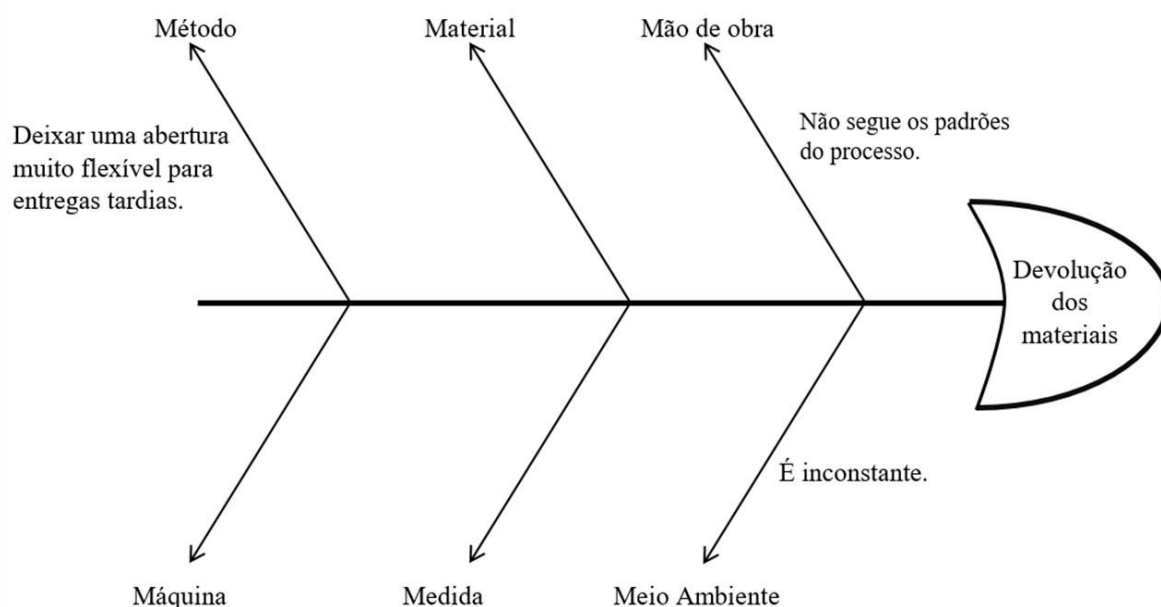 Método
Material
Mão de obra
Deixar uma abertura
muito flexível para
entregas tardias.
Não segue os padrões
do processo.
Devolução
dos
materiais
É inconstante.
Máquina
Medida
Meio Ambiente